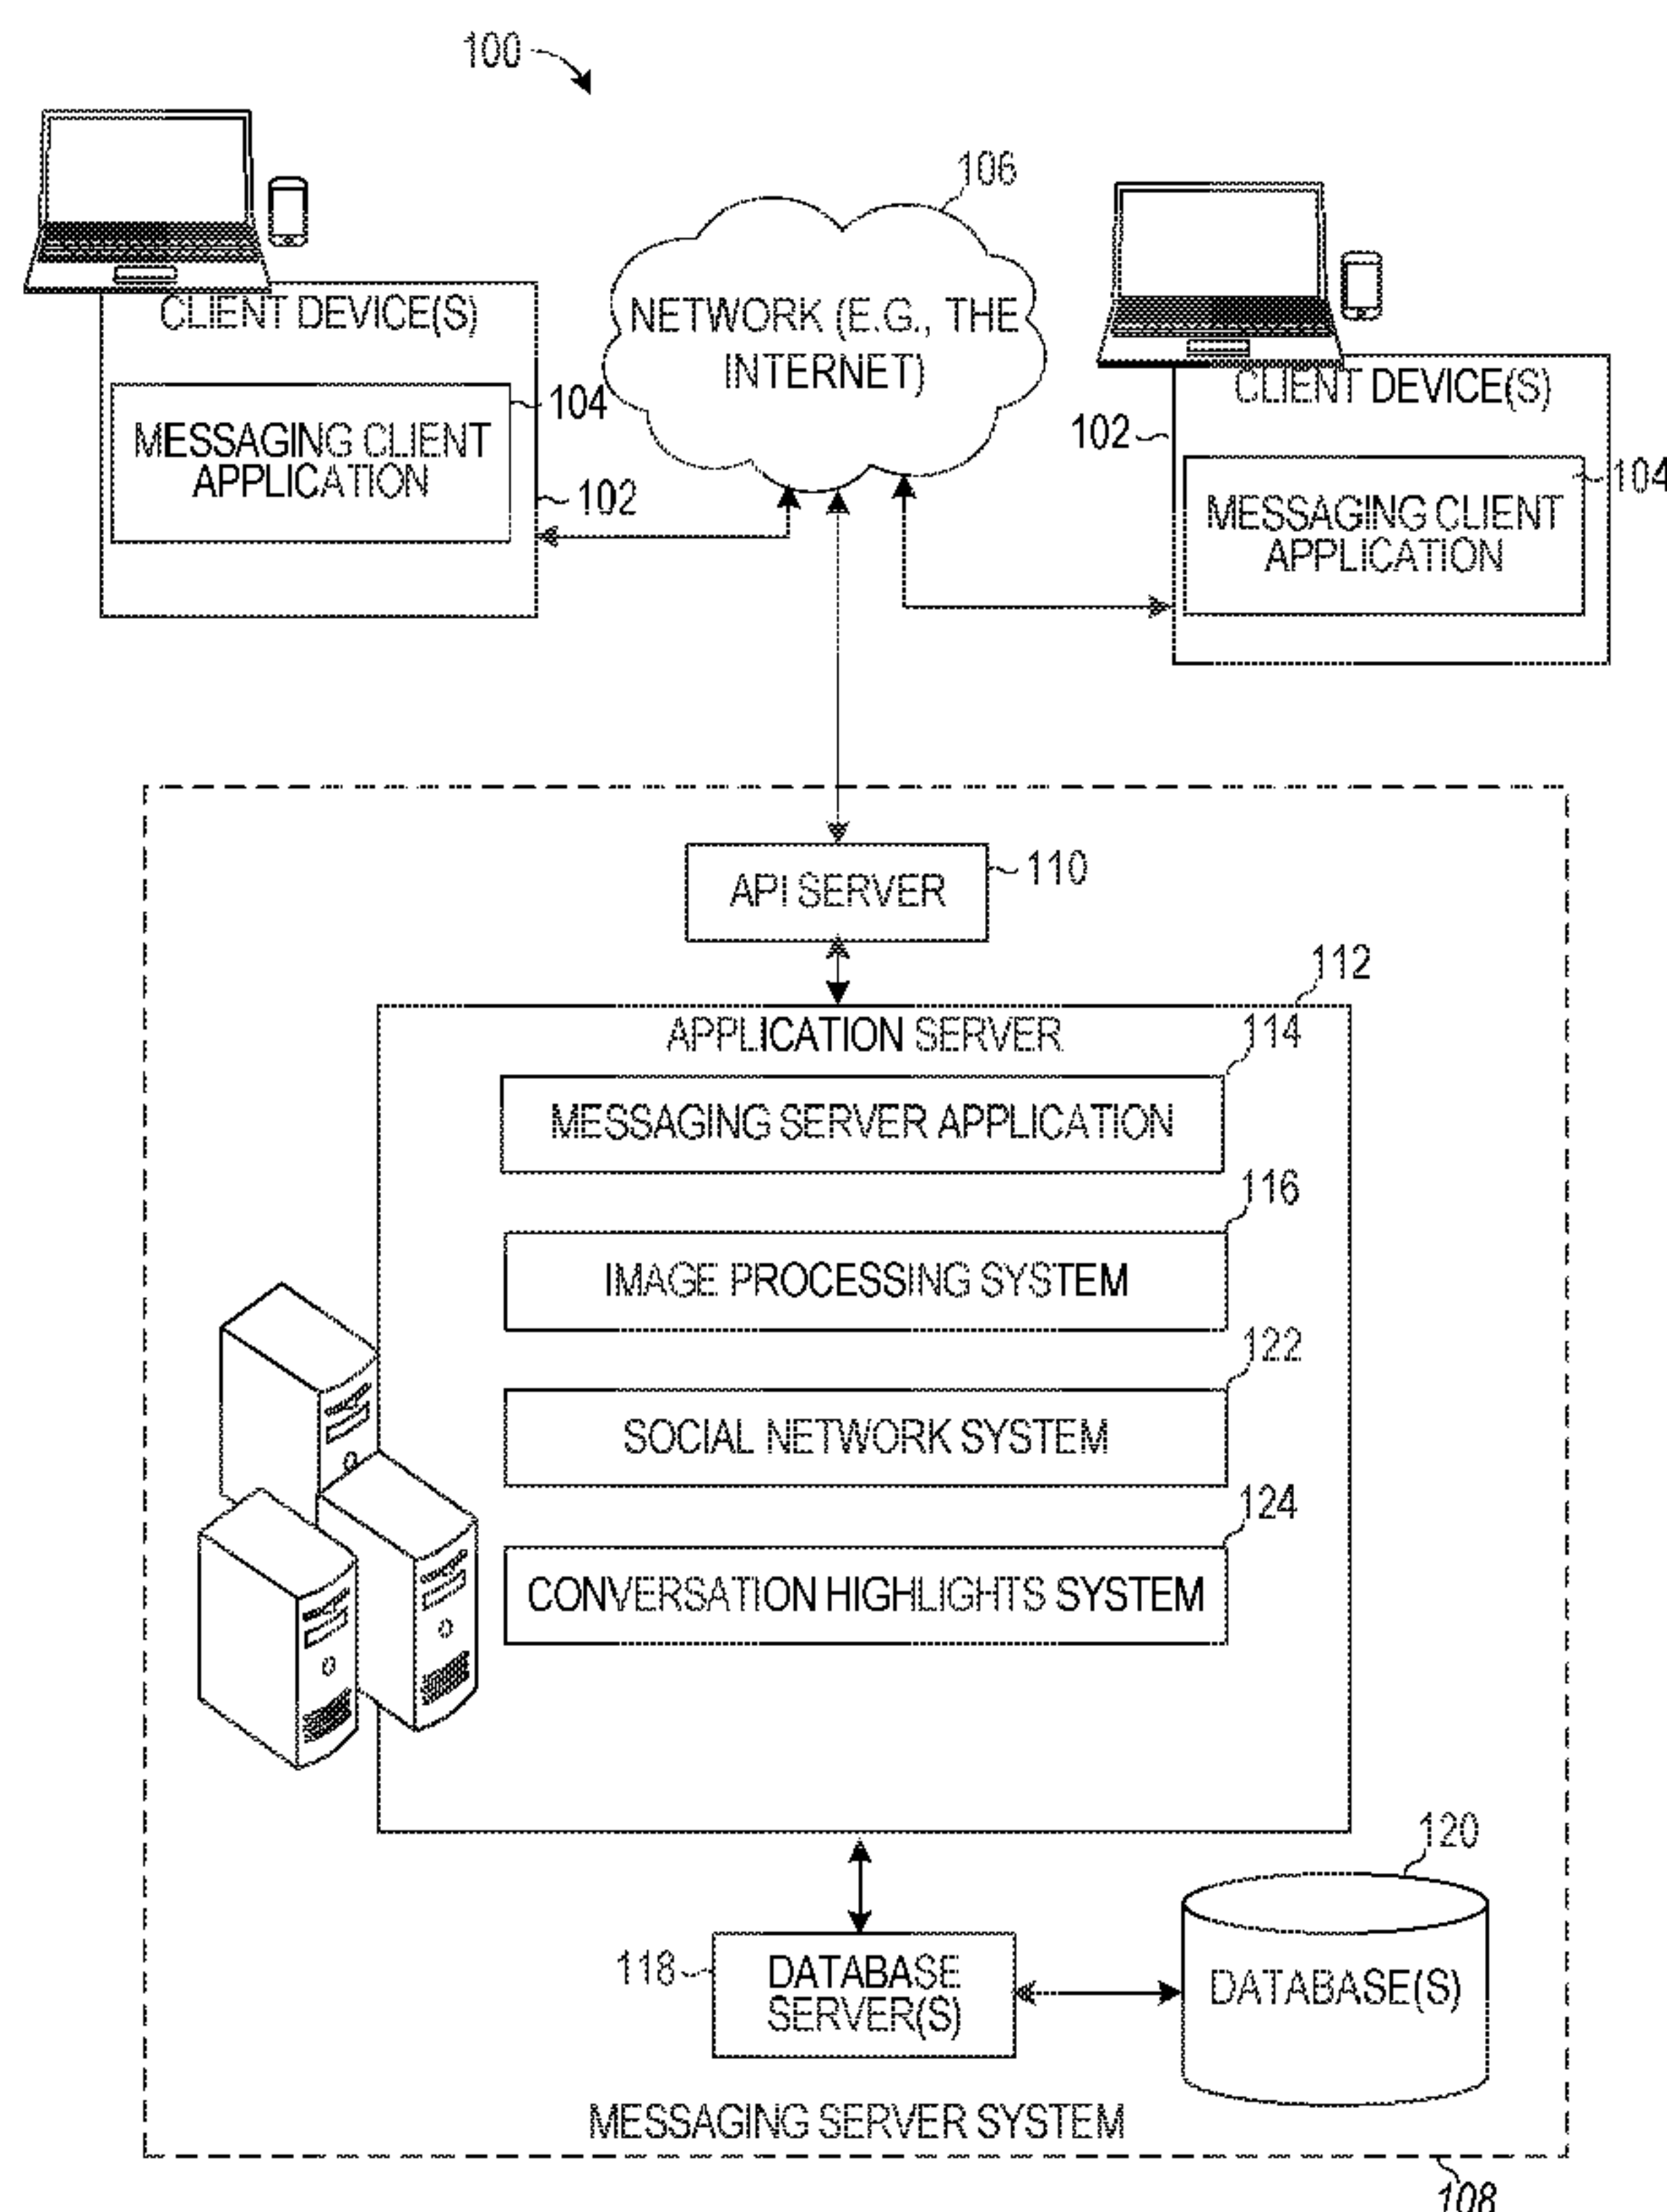 100
106
CLIENT DEVICE(S)
NETWORK (E.G., THE
INTERNET)
104
MESSAGING CLIENT
APPLICATION
102
CLIENT DEVICE(S)
102
104
MESSAGING CLIENT
APPLICATION
API SERVER
110
112
APPLICATION SERVER
114
MESSAGING SERVER APPLICATION
116
IMAGE PROCESSING SYSTEM
122
SOCIAL NETWORK SYSTEM
124
CONVERSATION HIGHLIGHTS SYSTEM
120
118
DATABASE
SERVER(S)
DATABASE(S)
MESSAGING SERVER SYSTEM
108